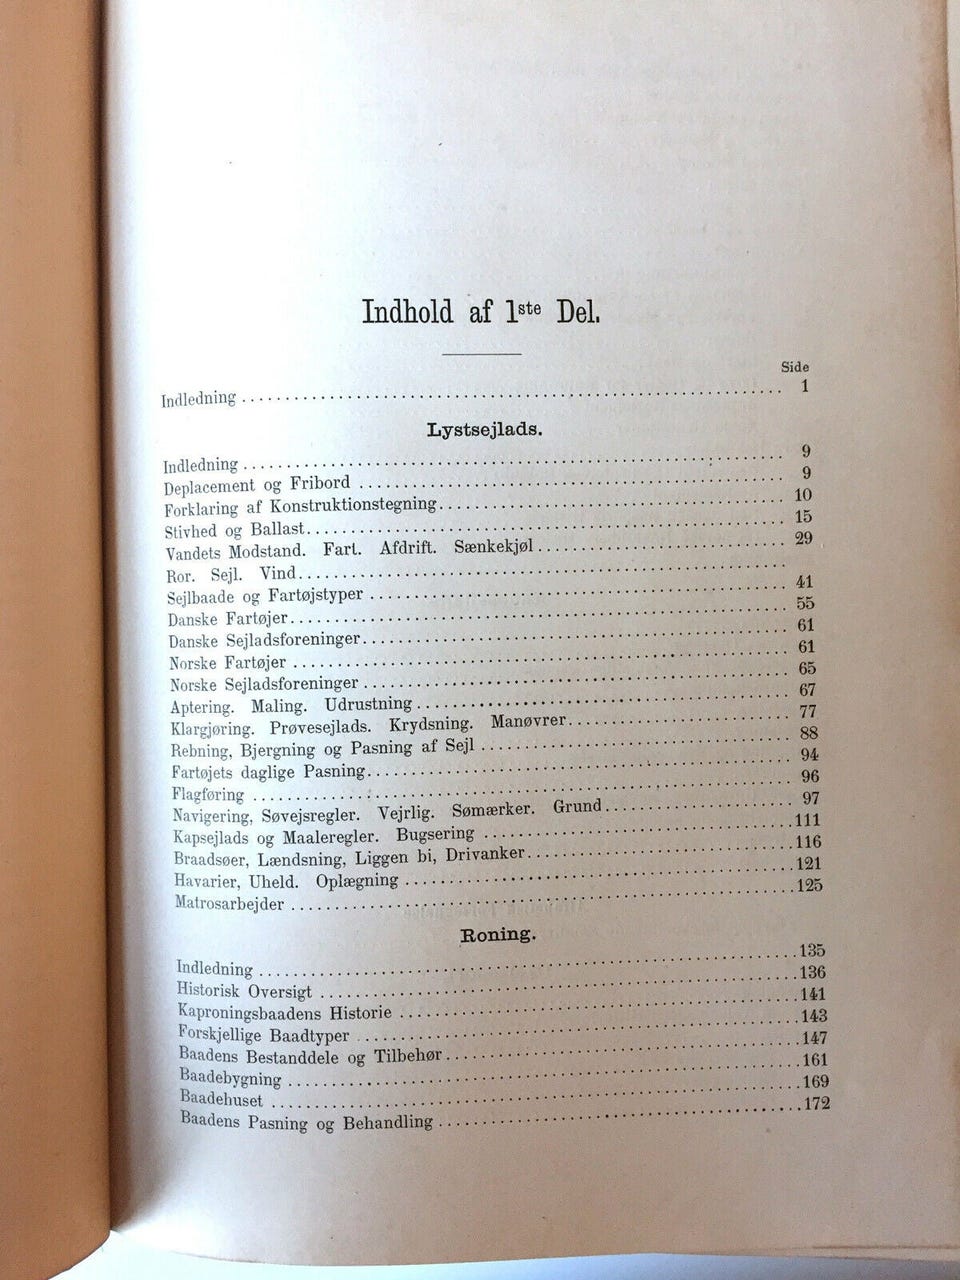 Indhold af 1ste Del.
Side
Indledning ........ 1
Lystsejlads.
Indledning ........ 9
Deplacement og Fribord ........ 9
Forklaring af Konstruktionstegning ........ 10
Stivhed og Ballast ........ 15
Vandets Modstand. Fart. Afdrift. Sænkekjøl ........ 29
Ror. Sejl. Vind ........
Sejlbaade og Fartøjstyper ........ 41
Danske Fartøjer ........ 55
Danske Sejladsforeninger ........ 61
Norske Fartøjer ........ 61
Norske Sejladsforeninger ........ 65
Aptering. Maling. Udrustning ........ 67
Klargjøring. Prøvesejlads. Krydsning. Manøvrer ........ 77
Rebning, Bjergning og Pasning af Sejl ........ 88
Fartøjets daglige Pasning ........ 94
Flagføring ........ 96
Navigering, Søvejsregler. Vejrlig. Sømærker. Grund ........ 97
Kapsejlads og Maaleregler. Bugsering ........ 111
Braadsøer, Lændsning, Liggen bi, Drivanker ........ 116
Havarier, Uheld. Oplægning ........ 121
Matrosarbejder ........ 125
Roning.
Indledning ........ 135
Historisk Oversigt ........ 136
Kaproningsbaadens Historie ........ 141
Forskjellige Baadtyper ........ 143
Baadens Bestanddele og Tilbehør ........ 147
Baadebygning ........ 161
Baadehuset ........ 169
Baadens Pasning og Behandling ........ 172